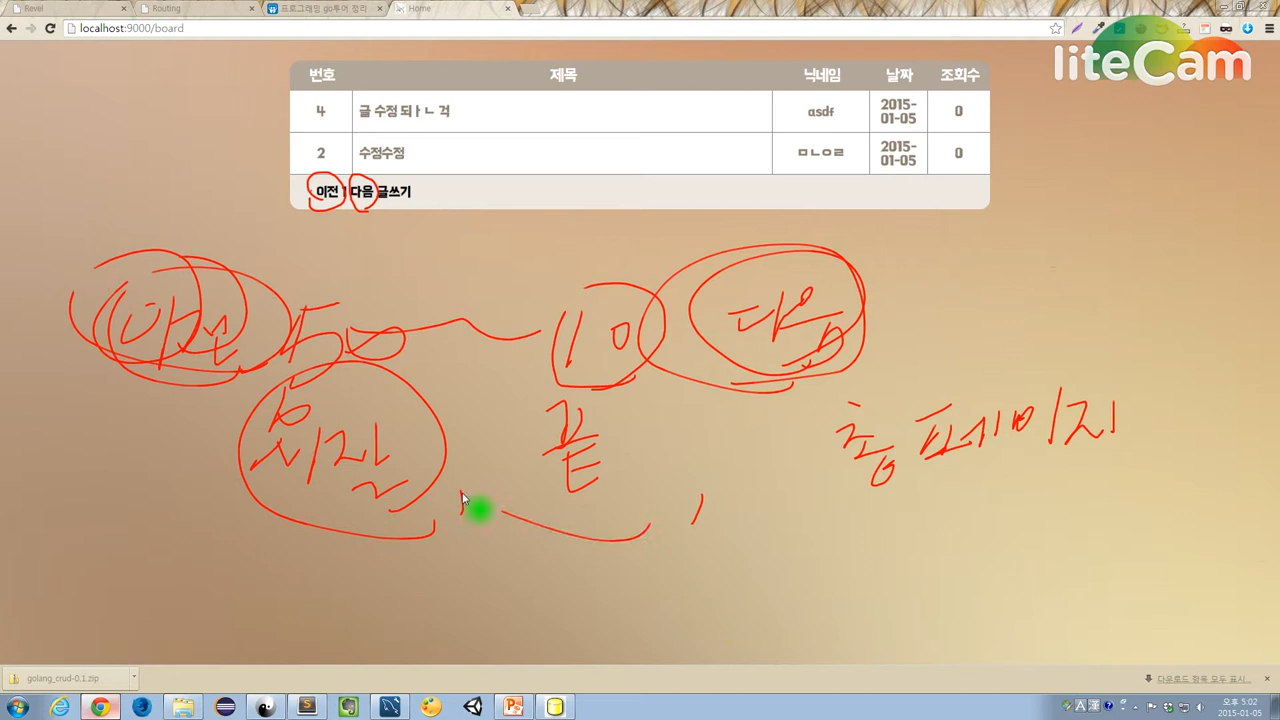 Revel
Routing
프로그래밍 go투어 정리
Home
localhost:9000/board
liteCam
번호 제목 닉네임 날짜 조회수
4 글 수정 되ㅏㄴ 걱 asdf 2015-01-05 0
2 수정수정 ㅁㄴㅇㄹ 2015-01-05 0
이전 | 다음 글쓰기
이전 10 다음
시작 끝 총 페이지
golang_crud-0.1.zip
다운로드 항목 모두 표시...
오후 5:02
2015-01-05